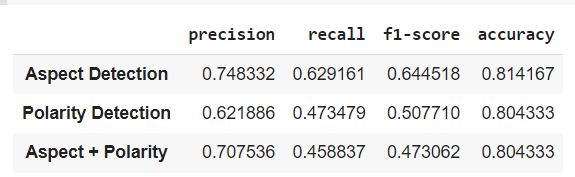 precision recall f1-score accuracy
Aspect Detection 0.748332 0.629161 0.644518 0.814167
Polarity Detection 0.621886 0.473479 0.507710 0.804333
Aspect + Polarity 0.707536 0.458837 0.473062 0.804333